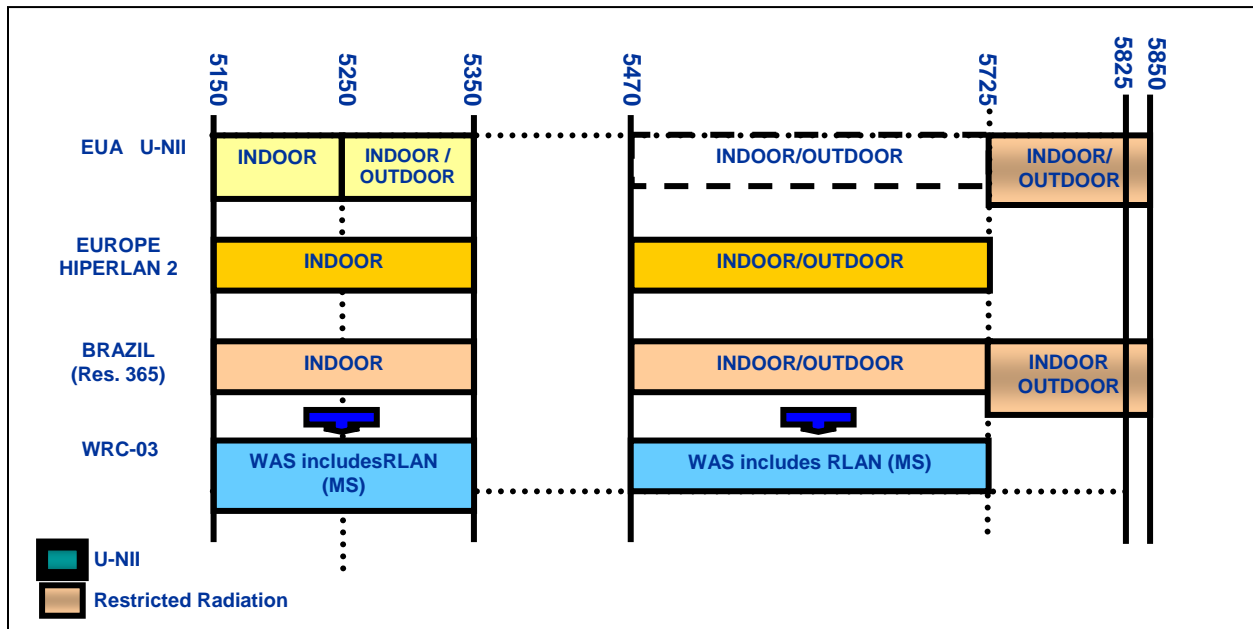 5150
5250
5350
5470
5725
5825
5850
EUA U-NII
INDOOR
INDOOR /
OUTDOOR
INDOOR/OUTDOOR
INDOOR/
OUTDOOR
EUROPE
HIPERLAN 2
INDOOR
INDOOR/OUTDOOR
BRAZIL
(Res. 365)
INDOOR
INDOOR/OUTDOOR
INDOOR
OUTDOOR
WRC-03
WAS includesRLAN
(MS)
WAS includes RLAN (MS)
U-NII
Restricted Radiation